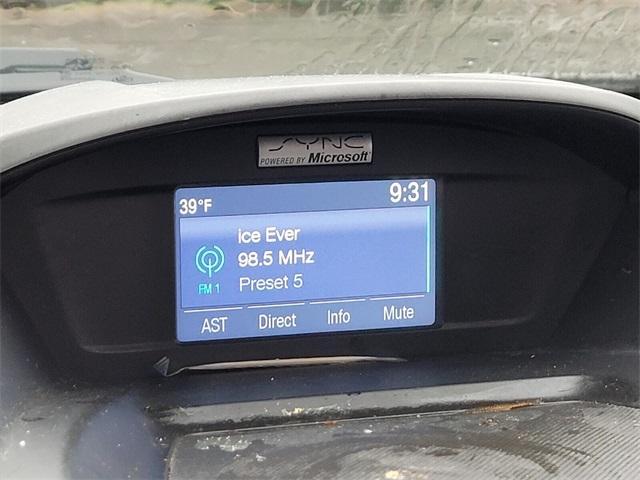 SYNC
POWERED BY Microsoft
39°F 9:31
ice Ever
98.5 MHz
FM 1 Preset 5
AST Direct Info Mute